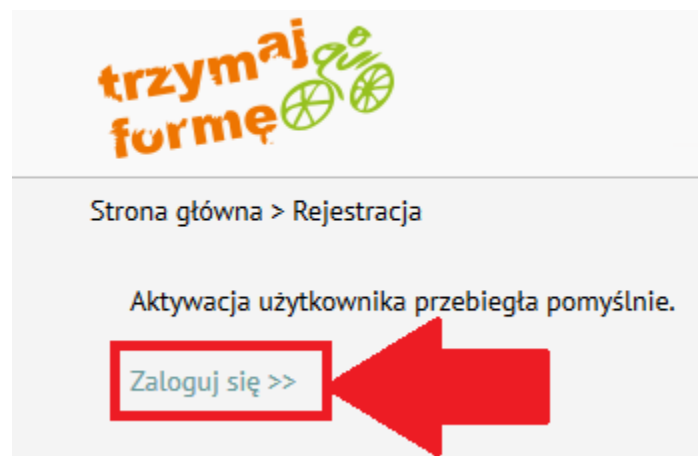 trzymaj
formę
Strona główna > Rejestracja
Aktywacja użytkownika przebiegła pomyślnie.
Zaloguj się >>